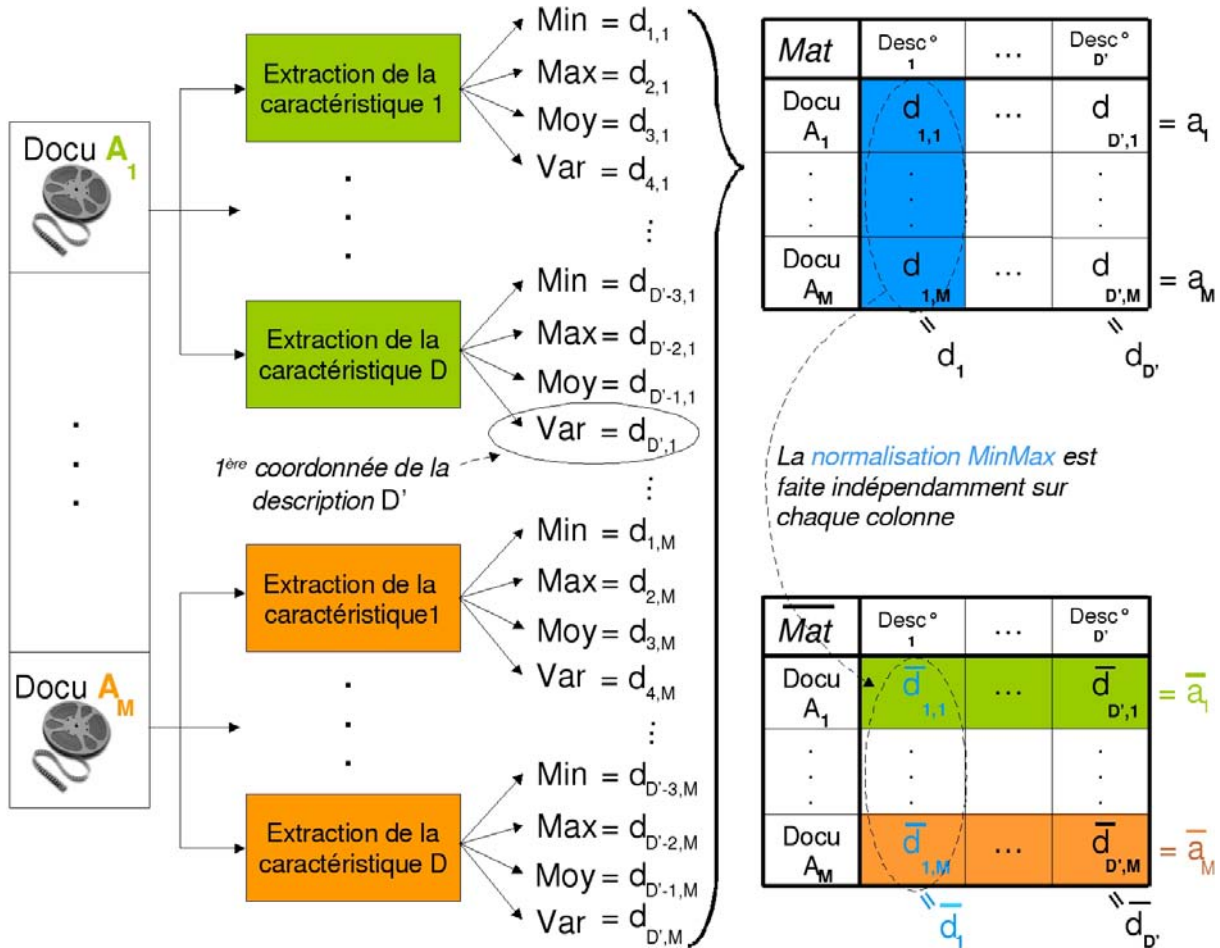 Docu A1
Docu AM
Extraction de la
caractéristique 1
Min = d1,1
Max = d2,1
Moy = d3,1
Var = d4,1
...
Extraction de la
caractéristique D
Min = dD'-3,1
Max = dD'-2,1
Moy = dD'-1,1
Var = dD',1
1ère coordonnée de la
description D'
...
Extraction de la
caractéristique1
Min = d1,M
Max = d2,M
Moy = d3,M
Var = d4,M
...
Extraction de la
caractéristique D
Min = dD'-3,M
Max = dD'-2,M
Moy = dD'-1,M
Var = dD',M
Mat Desc° 1 ... Desc° D'
Docu A1 d1,1 ... dD',1 = a1
Docu AM d1,M ... dD',M = aM
= d1 = dD'
La normalisation MinMax est
faite indépendamment sur
chaque colonne
M̅a̅t̅ Desc° 1 ... Desc° D'
Docu A1 d̅1,1 ... d̅D',1 = a̅1
Docu AM d̅1,M ... d̅D',M = a̅M
= d̅1 = d̅D'